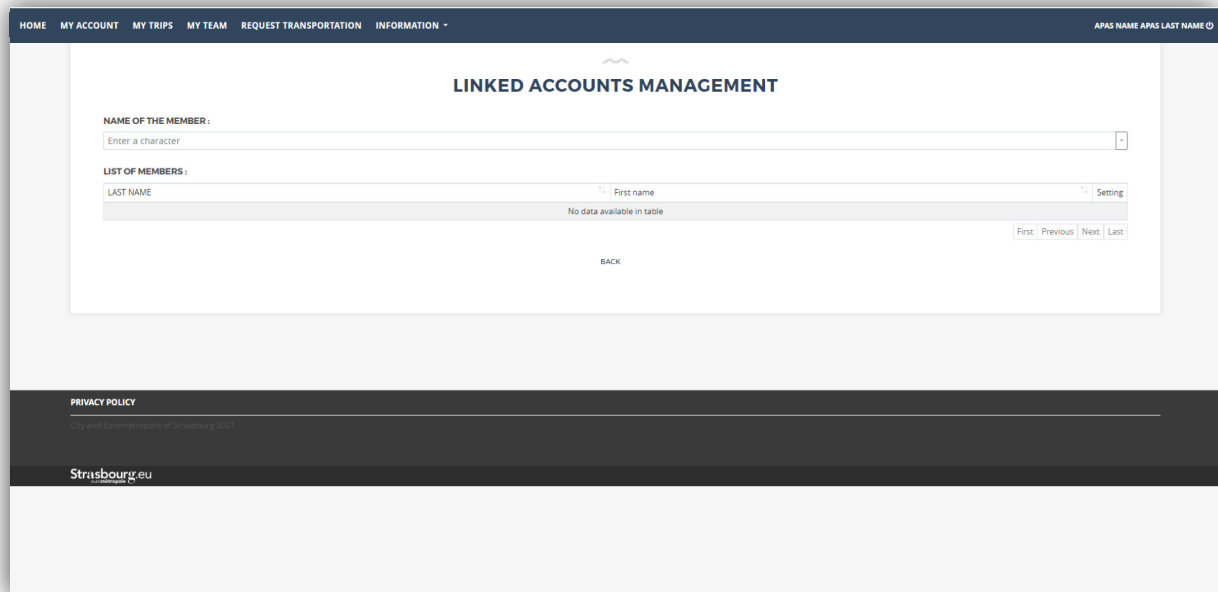 HOME MY ACCOUNT MY TRIPS MY TEAM REQUEST TRANSPORTATION INFORMATION APAS NAME APAS LAST NAME
LINKED ACCOUNTS MANAGEMENT
NAME OF THE MEMBER :
Enter a character
LIST OF MEMBERS :
LAST NAME First name Setting
No data available in table
First Previous Next Last
BACK
PRIVACY POLICY
City and Eurometropolis of Strasbourg 2021
Strasbourg.eu
eurométropole